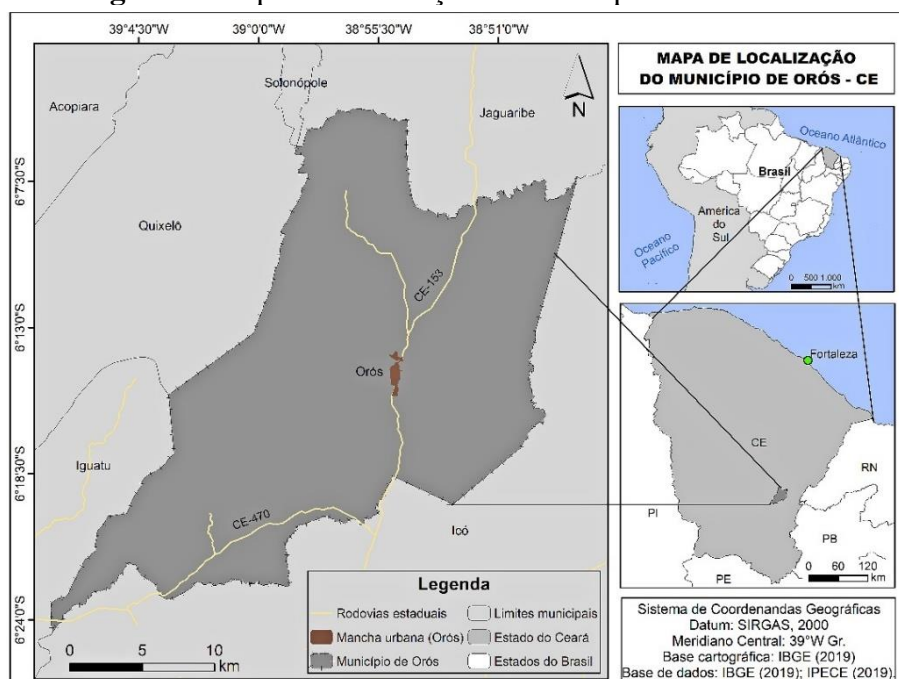 39°4'30"W 39°0'0"W 38°55'30"W 38°51'0"W
6°7'30"S
6°13'0"S
6°18'30"S
6°24'0"S
Acopiara
Solonópole
Jaguaribe
N
Quixelô
CE-153
Orós
Iguatu
CE-470
Icó
0 5 10
km
Legenda
Rodovias estaduais
Mancha urbana (Orós)
Município de Orós
Limites municipais
Estado do Ceará
Estados do Brasil
MAPA DE LOCALIZAÇÃO
DO MUNICÍPIO DE ORÓS - CE
Oceano Atlântico
Brasil
América
do
Sul
Oceano
Pacífico
0 500 1.000
km
Fortaleza
CE
RN
PI
PB
PE
0 60 120
km
Sistema de Coordenandas Geográficas
Datum: SIRGAS, 2000
Meridiano Central: 39°W Gr.
Base cartográfica: IBGE (2019)
Base de dados: IBGE (2019); IPECE (2019).